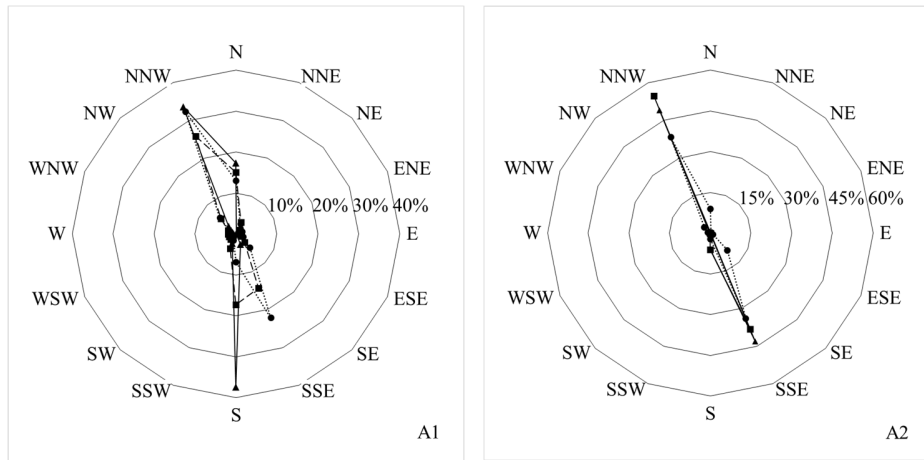 N
NNW NNE
NW NE
WNW ENE
10% 20% 30% 40%
W E
WSW ESE
SW SE
SSW SSE
S
A1
N
NNW NNE
NW NE
WNW ENE
15% 30% 45% 60%
W E
WSW ESE
SW SE
SSW SSE
S
A2